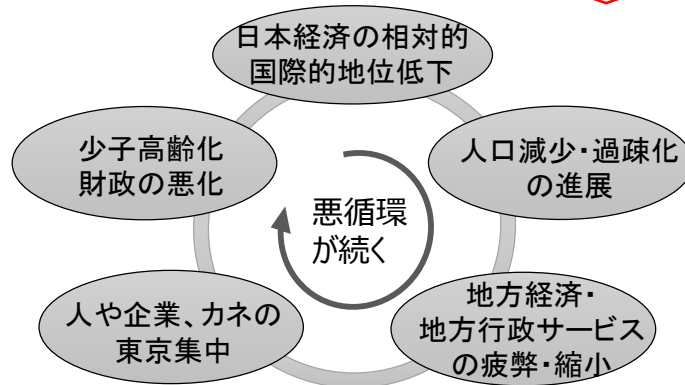 日本経済の相対的
国際的地位低下
人口減少・過疎化
の進展
地方経済・
地方行政サービス
の疲弊・縮小
人や企業、カネの
東京集中
少子高齢化
財政の悪化
悪循環
が続く